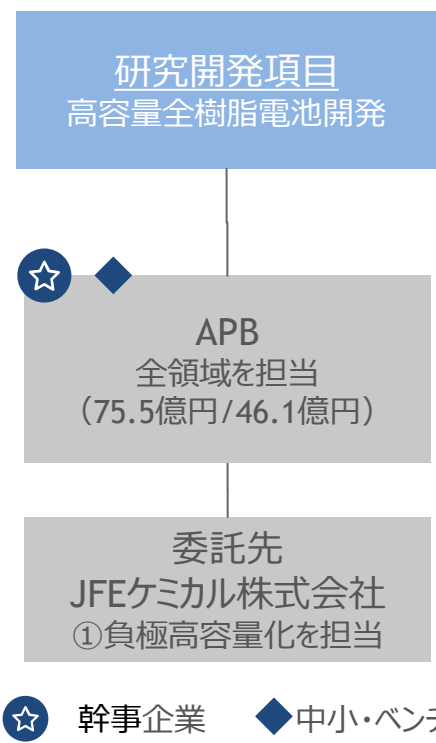 研究開発項目
高容量全樹脂電池開発
APB
全領域を担当
（75.5億円/46.1億円）
委託先
JFEケミカル株式会社
①負極高容量化を担当
幹事企業 中小・ベンチ